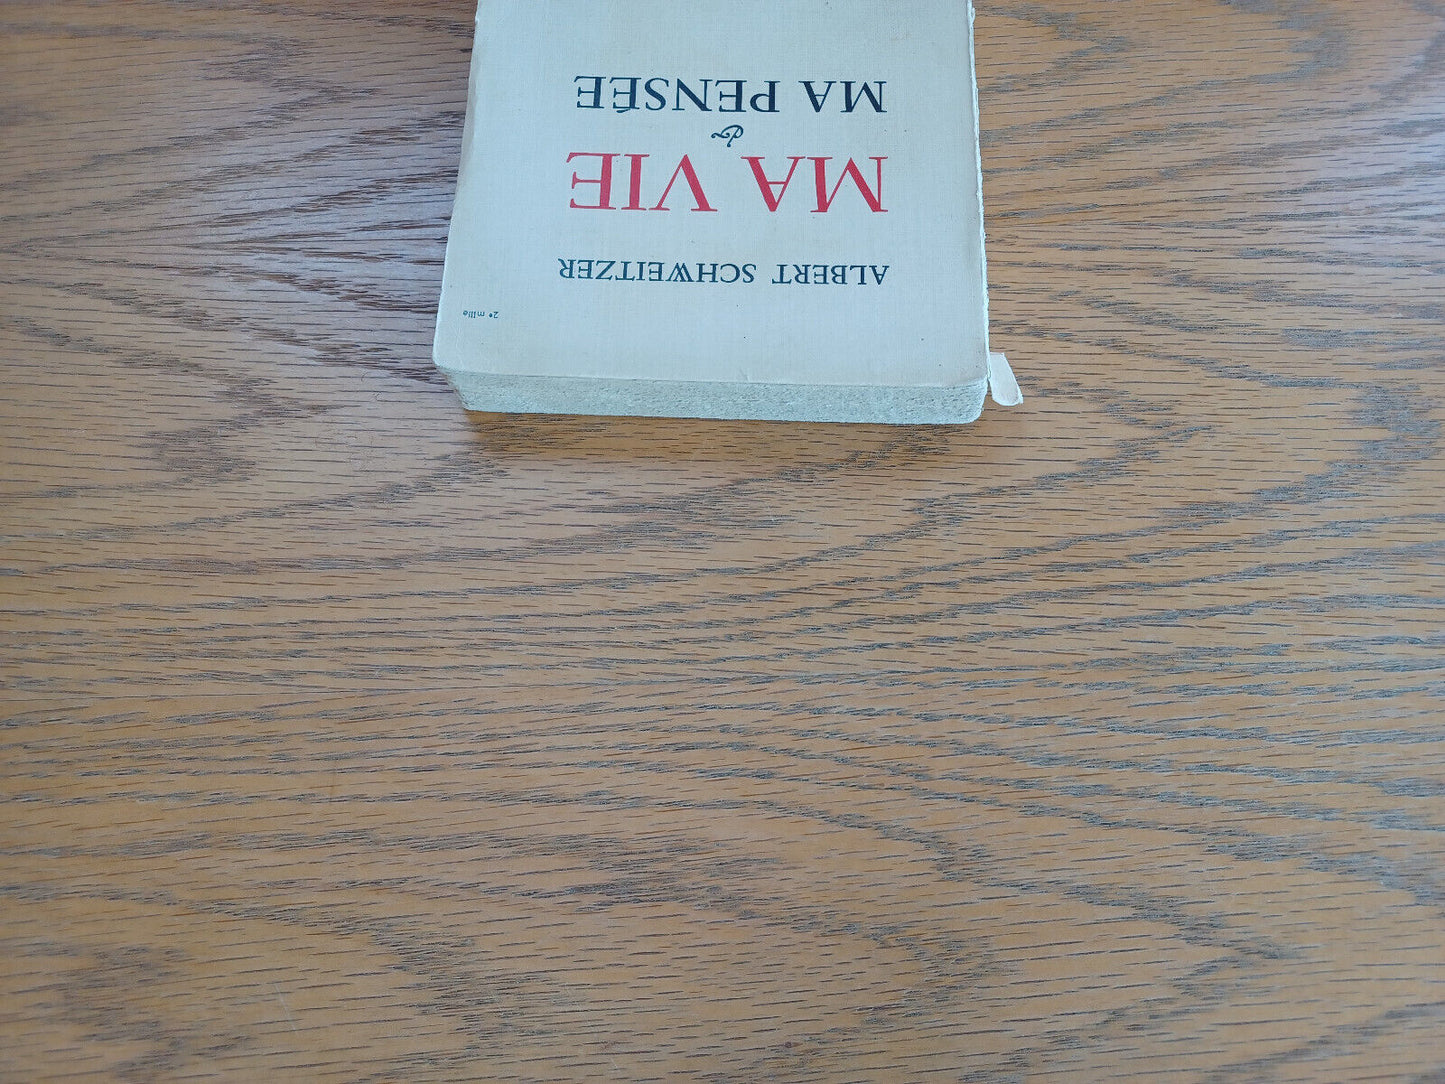 2e mille
ALBERT SCHWEITZER
MA VIE
&
MA PENSÉE